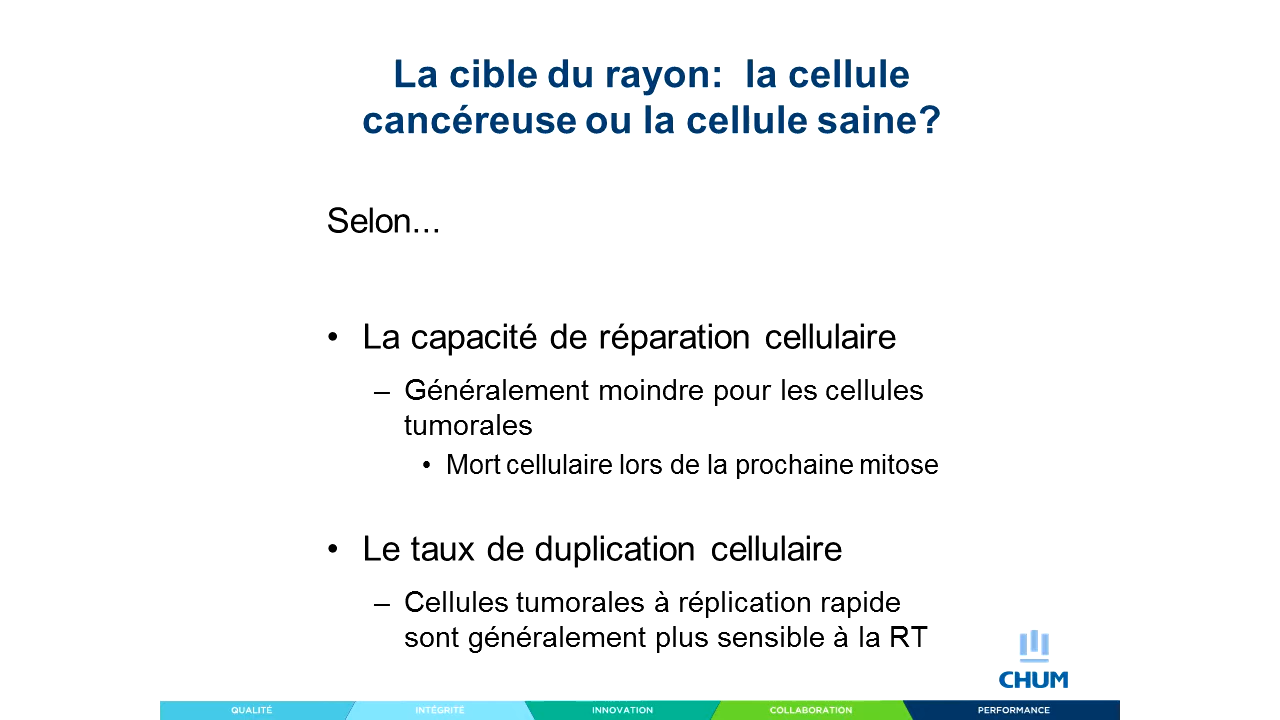 La cible du rayon:  la cellule
cancéreuse ou la cellule saine?
Selon...
• La capacité de réparation cellulaire
– Généralement moindre pour les cellules
tumorales
• Mort cellulaire lors de la prochaine mitose
• Le taux de duplication cellulaire
– Cellules tumorales à réplication rapide
sont généralement plus sensible à la RT
CHUM
QUALITÉ INTÉGRITÉ INNOVATION COLLABORATION PERFORMANCE